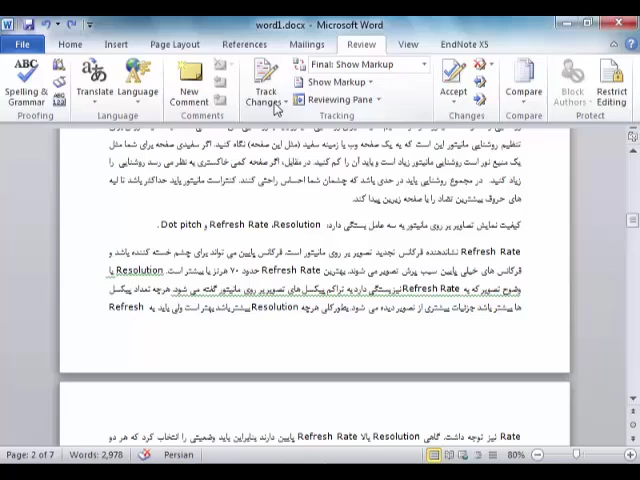 word1.docx - Microsoft Word
File Home Insert Page Layout References Mailings Review View EndNote X5
Spelling & Grammar
Proofing
Translate Language
Language
New Comment
Comments
Track Changes
Final: Show Markup
Show Markup
Reviewing Pane
Tracking
Accept
Changes
Compare
Compare
Block Authors
Restrict Editing
Protect
تنظیم روشنایی مانیتور این است که به یک صفحه وب یا زمینه سفید (مثل این صفحه) نگاه کنید. اگر سفیدی صفحه برای شما مثل
یک منبع نور است روشنایی مانیتور زیاد است و باید آن را کم کنید. در مقابل، اگر صفحه کمی خاکستری به نظر می رسد روشنایی را
زیاد کنید. در مجموع روشنایی باید در حدی باشد که چشمان شما احساس راحتی کنند. کنتراست مانیتور باید حداکثر باشد تا لبه
های حروف بیشترین تضاد را با صفحه زیرین پیدا کند.
کیفیت نمایش تصاویر بر روی مانیتور به سه عامل بستگی دارد: Resolution، Refresh Rate و Dot pitch .
Refresh Rate نشاندهنده فرکانس تجدید تصویر بر روی مانیتور است. فرکانس پایین می تواند برای چشم خسته کننده باشد و
فرکانس های خیلی پایین سبب پرش تصویر می شوند. بهترین Refresh Rate حدود ۷۰ هرتز یا بیشتر است. Resolution یا
وضوح تصویر که به Refresh Rate نیز بستگی دارد به تراکم پیکسل های تصویر بر روی مانیتور گفته می شود. هرچه تعداد پیکسل
ها بیشتر باشد جزئیات بیشتری از تصویر دیده می شود. بطورکلی هرچه Resolution بیشتر باشد بهتر است ولی باید به Refresh
Rate نیز توجه داشت. گاهی Resolution بالا Refresh Rate پایین دارند بنابراین باید وضعیتی را انتخاب کرد که هر دو
Page: 2 of 7 Words: 2,978 Persian 80%